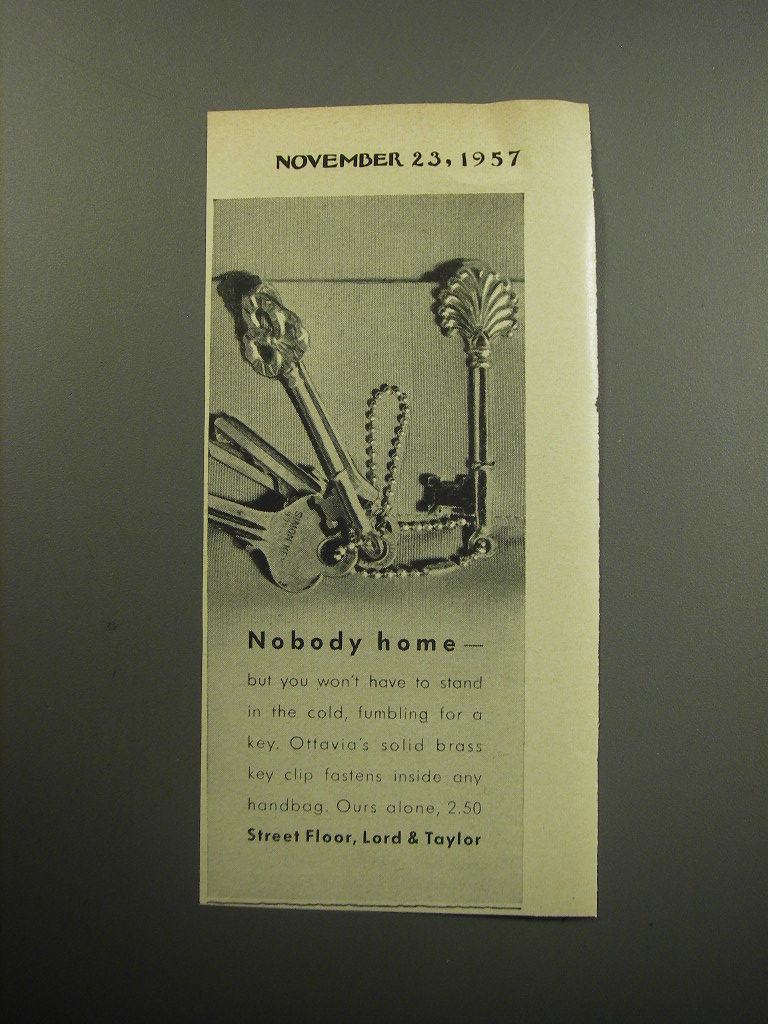 NOVEMBER 23, 1957
SIMON
Nobody home—
but you won't have to stand
in the cold, fumbling for a
key. Ottavia's solid brass
key clip fastens inside any
handbag. Ours alone, 2.50
Street Floor, Lord & Taylor